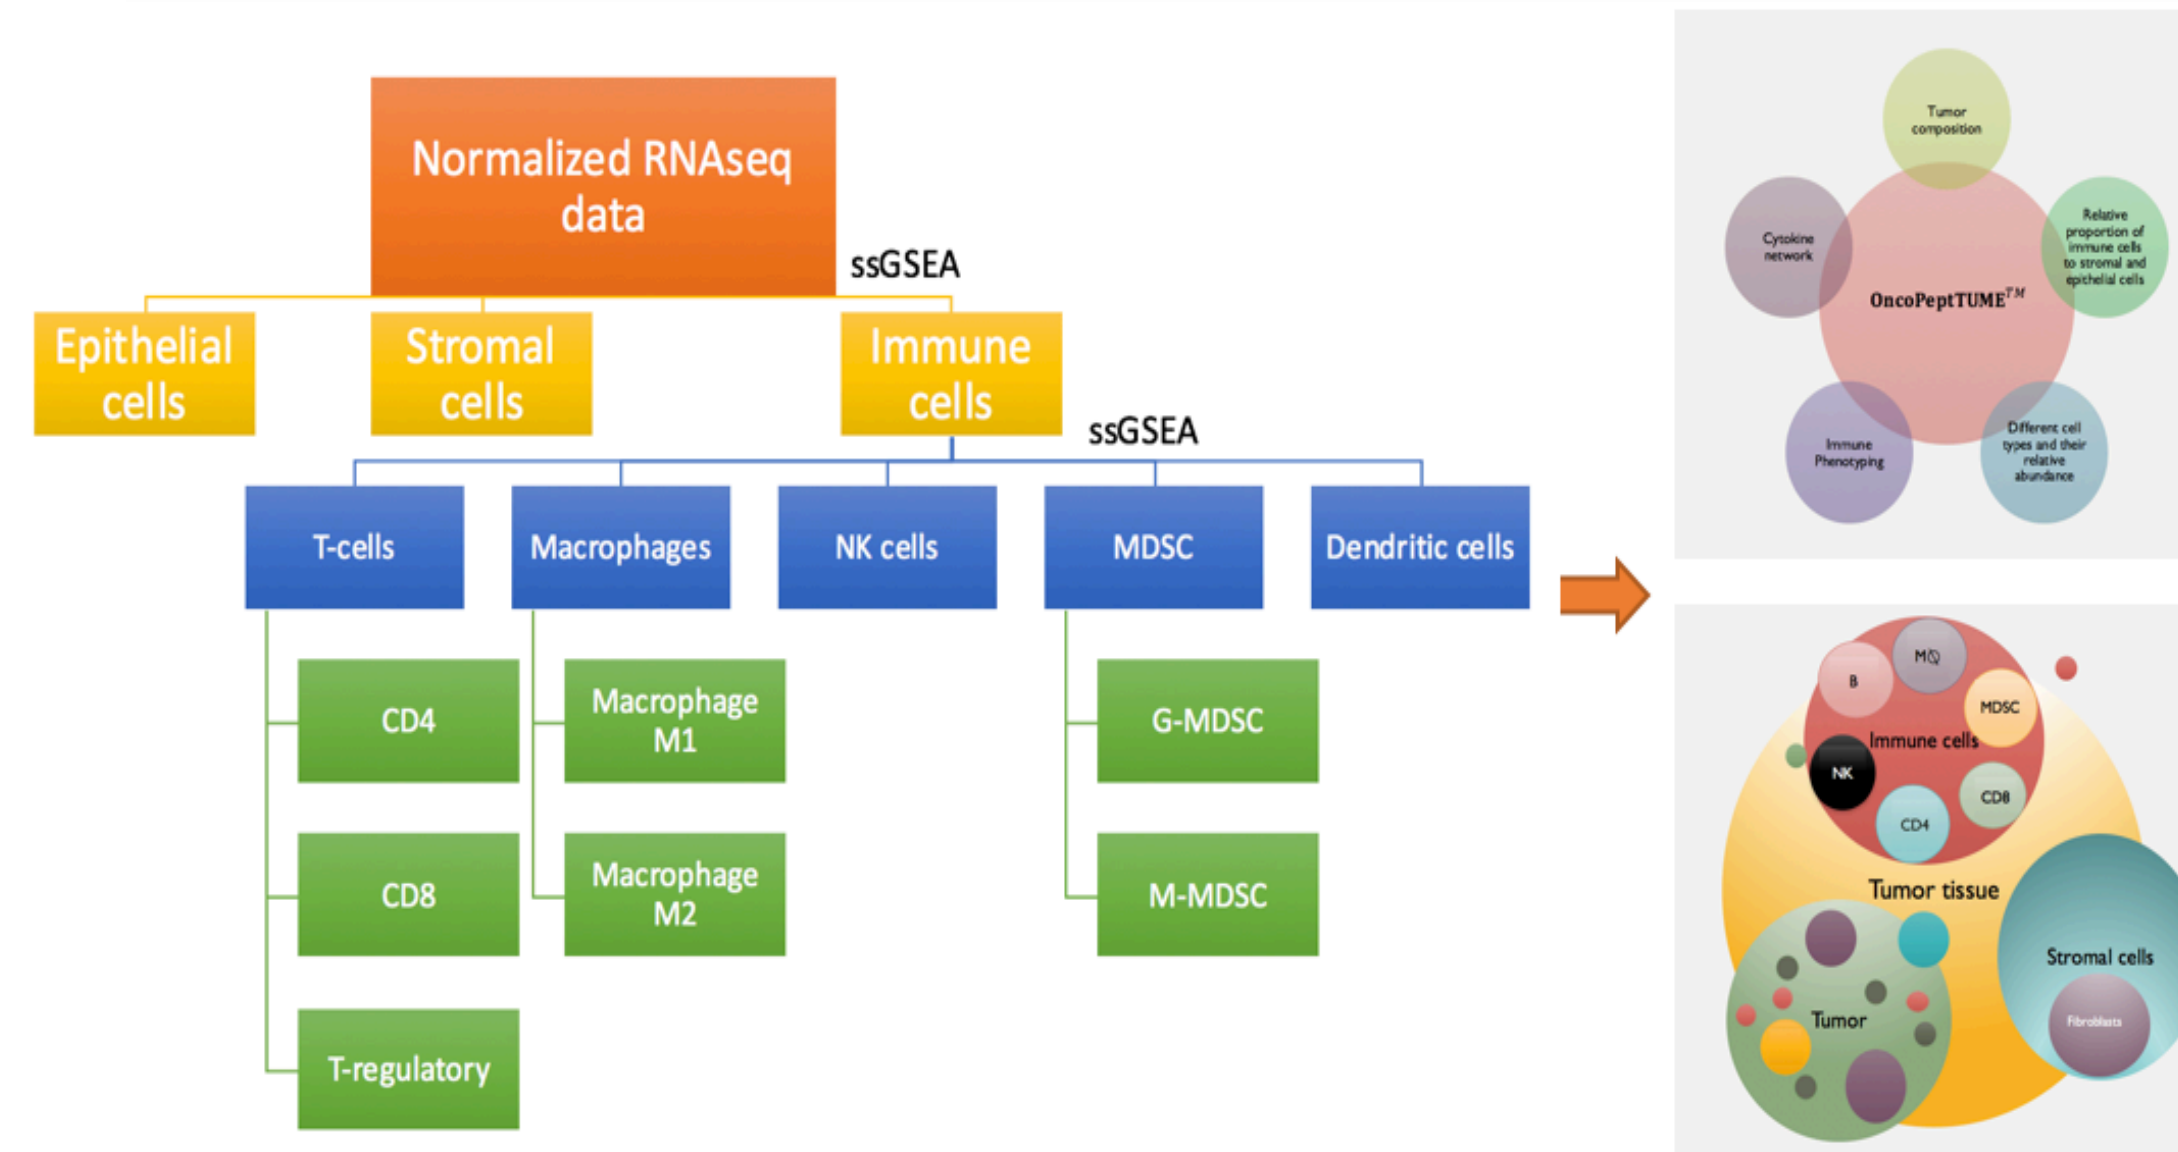 Normalized RNAseq
data
ssGSEA
Epithelial
cells
Stromal
cells
Immune
cells
ssGSEA
T-cells
Macrophages
NK cells
MDSC
Dendritic cells
CD4
Macrophage
M1
G-MDSC
CD8
Macrophage
M2
M-MDSC
T-regulatory
Tumor
composition
Cytokine
network
Relative
proportion of
immune cells
to stromal and
epithelial cells
OncoPeptTUME™
Immune
Phenotyping
Different cell
types and their
relative
abundance
MØ
B
MDSC
Immune cells
NK
CD8
CD4
Tumor tissue
Stromal cells
Fibroblasts
Tumor